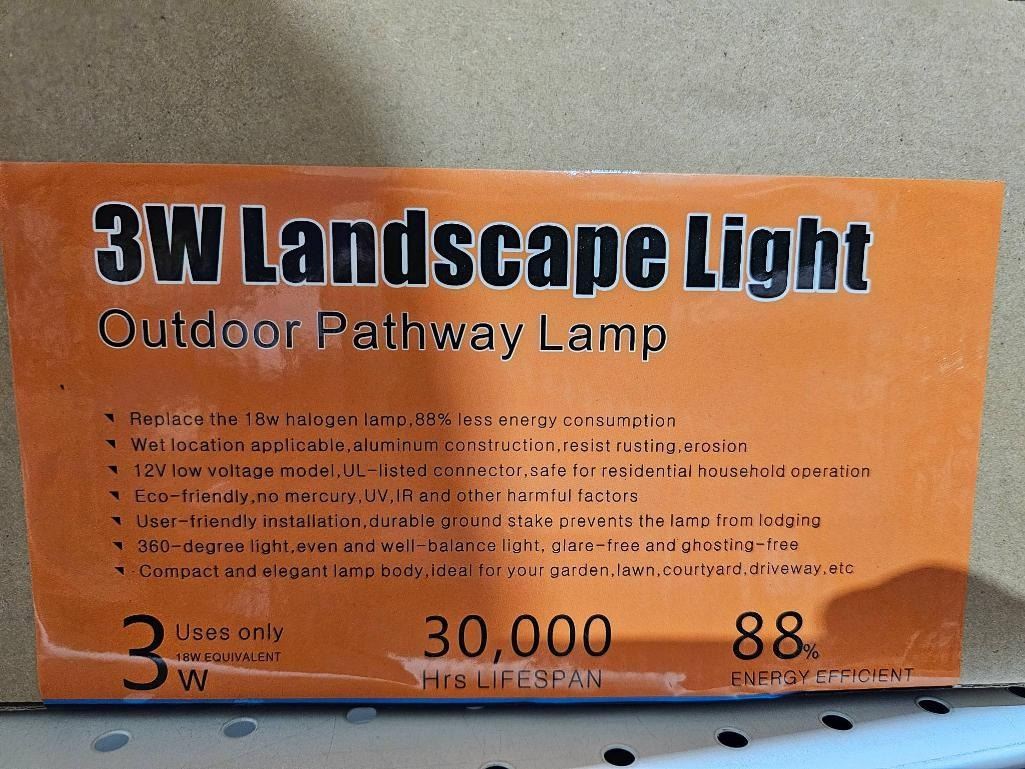 3W Landscape Light
Outdoor Pathway Lamp
Replace the 18w halogen lamp,88% less energy consumption
Wet location applicable,aluminum construction,resist rusting,erosion
12V low voltage model,UL-listed connector,safe for residential household operation
Eco-friendly,no mercury,UV,IR and other harmful factors
User-friendly installation,durable ground stake prevents the lamp from lodging
360-degree light,even and well-balance light, glare-free and ghosting-free
Compact and elegant lamp body,ideal for your garden,lawn,courtyard,driveway,etc
3 Uses only
18W EQUIVALENT
W
30,000
Hrs LIFESPAN
88%
ENERGY EFFICIENT